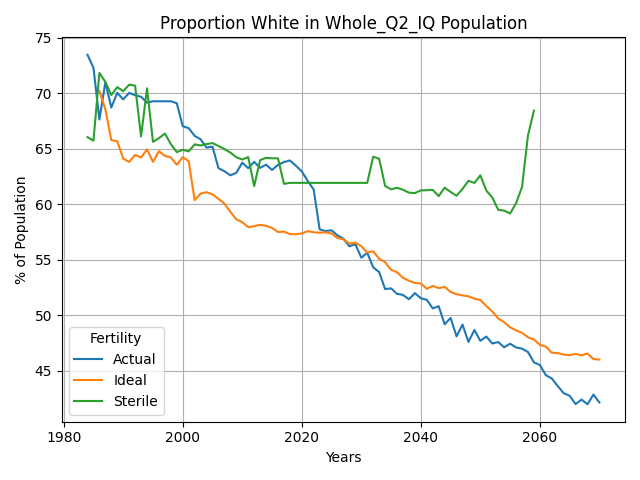 Proportion White in Whole_Q2_IQ Population
% of Population
75
70
65
60
55
50
45
Fertility
Actual
Ideal
Sterile
1980
2000
2020
2040
2060
Years